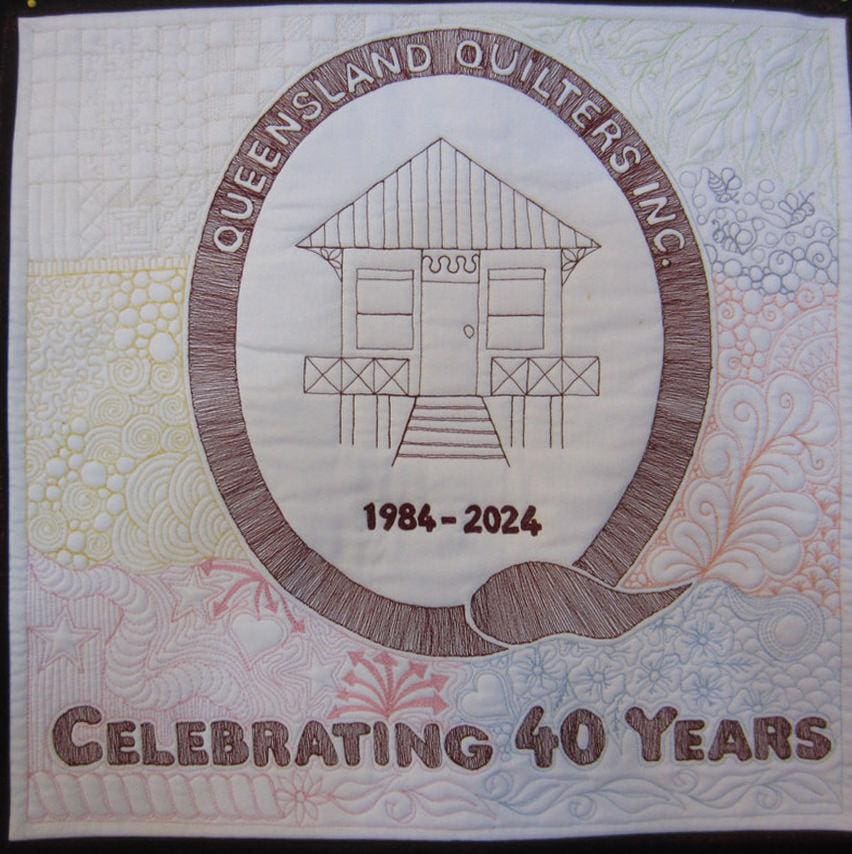 QUEENSLAND QUILTERS INC.
1984-2024
CELEBRATING 40 YEARS